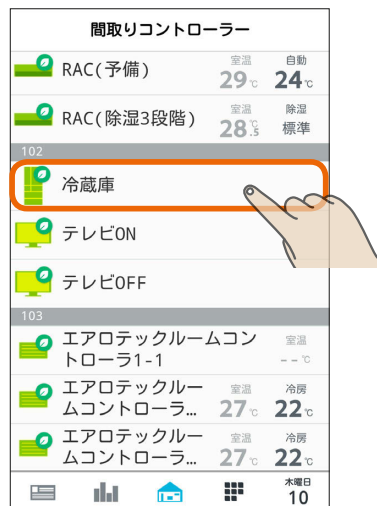 間取りコントローラー
RAC(予備) 室温 29℃ 自動 24℃
RAC(除湿3段階) 室温 28℃.5 除湿 標準
102
冷蔵庫
テレビON
テレビOFF
103
エアロテックルームコン
トローラ1-1 室温 --℃
エアロテックルー
ムコントローラ... 室温 27℃ 冷房 22℃
エアロテックルー
ムコントローラ... 室温 27℃ 冷房 22℃
木曜日
10